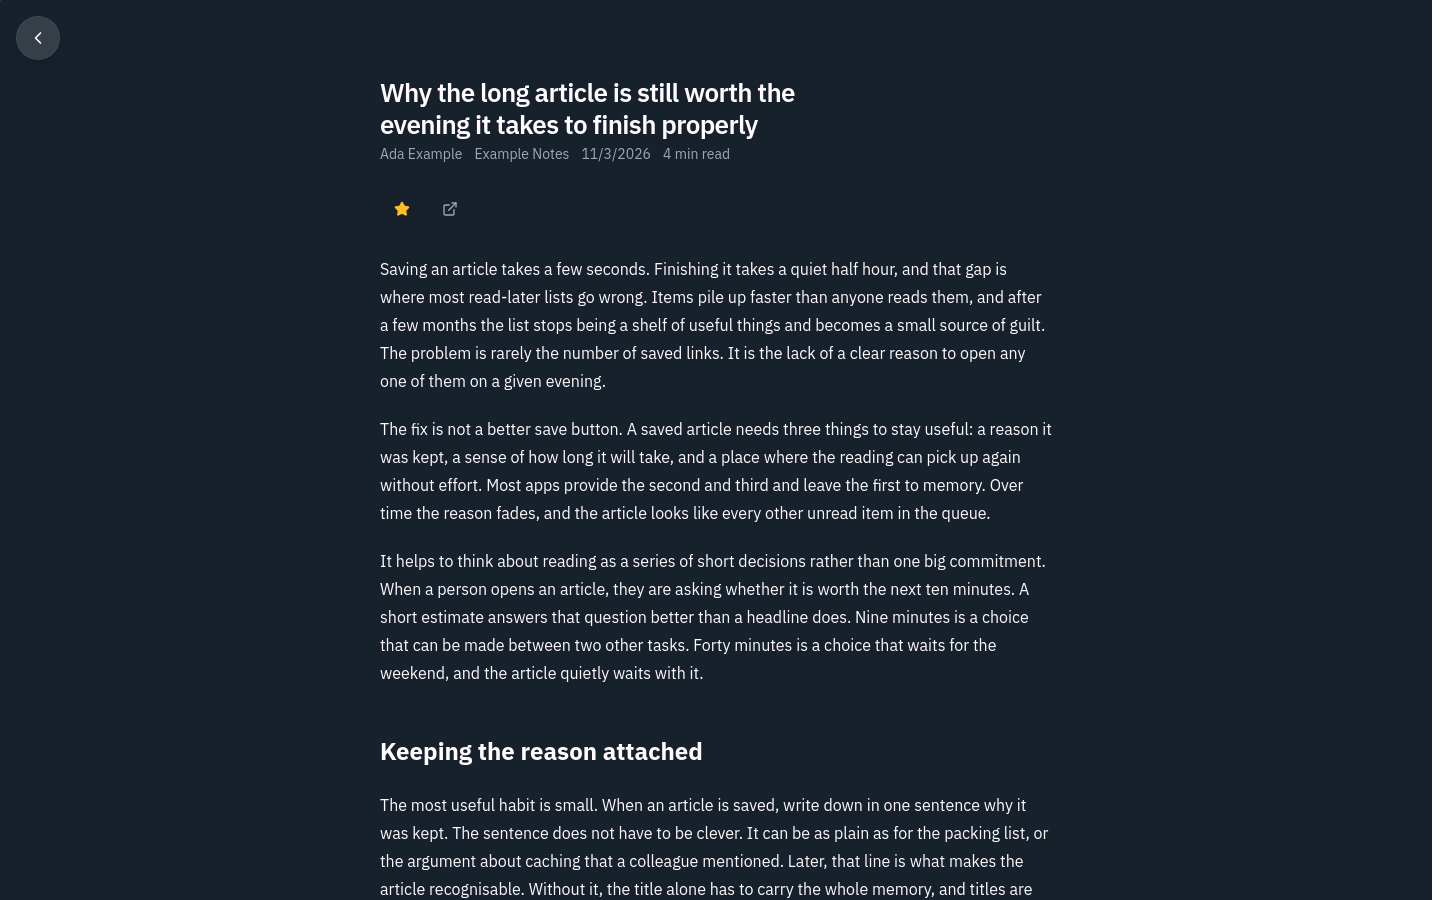 Why the long article is still worth the
evening it takes to finish properly
Ada Example Example Notes 11/3/2026 4 min read
Saving an article takes a few seconds. Finishing it takes a quiet half hour, and that gap is
where most read-later lists go wrong. Items pile up faster than anyone reads them, and after
a few months the list stops being a shelf of useful things and becomes a small source of guilt.
The problem is rarely the number of saved links. It is the lack of a clear reason to open any
one of them on a given evening.
The fix is not a better save button. A saved article needs three things to stay useful: a reason it
was kept, a sense of how long it will take, and a place where the reading can pick up again
without effort. Most apps provide the second and third and leave the first to memory. Over
time the reason fades, and the article looks like every other unread item in the queue.
It helps to think about reading as a series of short decisions rather than one big commitment.
When a person opens an article, they are asking whether it is worth the next ten minutes. A
short estimate answers that question better than a headline does. Nine minutes is a choice
that can be made between two other tasks. Forty minutes is a choice that waits for the
weekend, and the article quietly waits with it.
Keeping the reason attached
The most useful habit is small. When an article is saved, write down in one sentence why it
was kept. The sentence does not have to be clever. It can be as plain as for the packing list, or
the argument about caching that a colleague mentioned. Later, that line is what makes the
article recognisable. Without it, the title alone has to carry the whole memory, and titles are